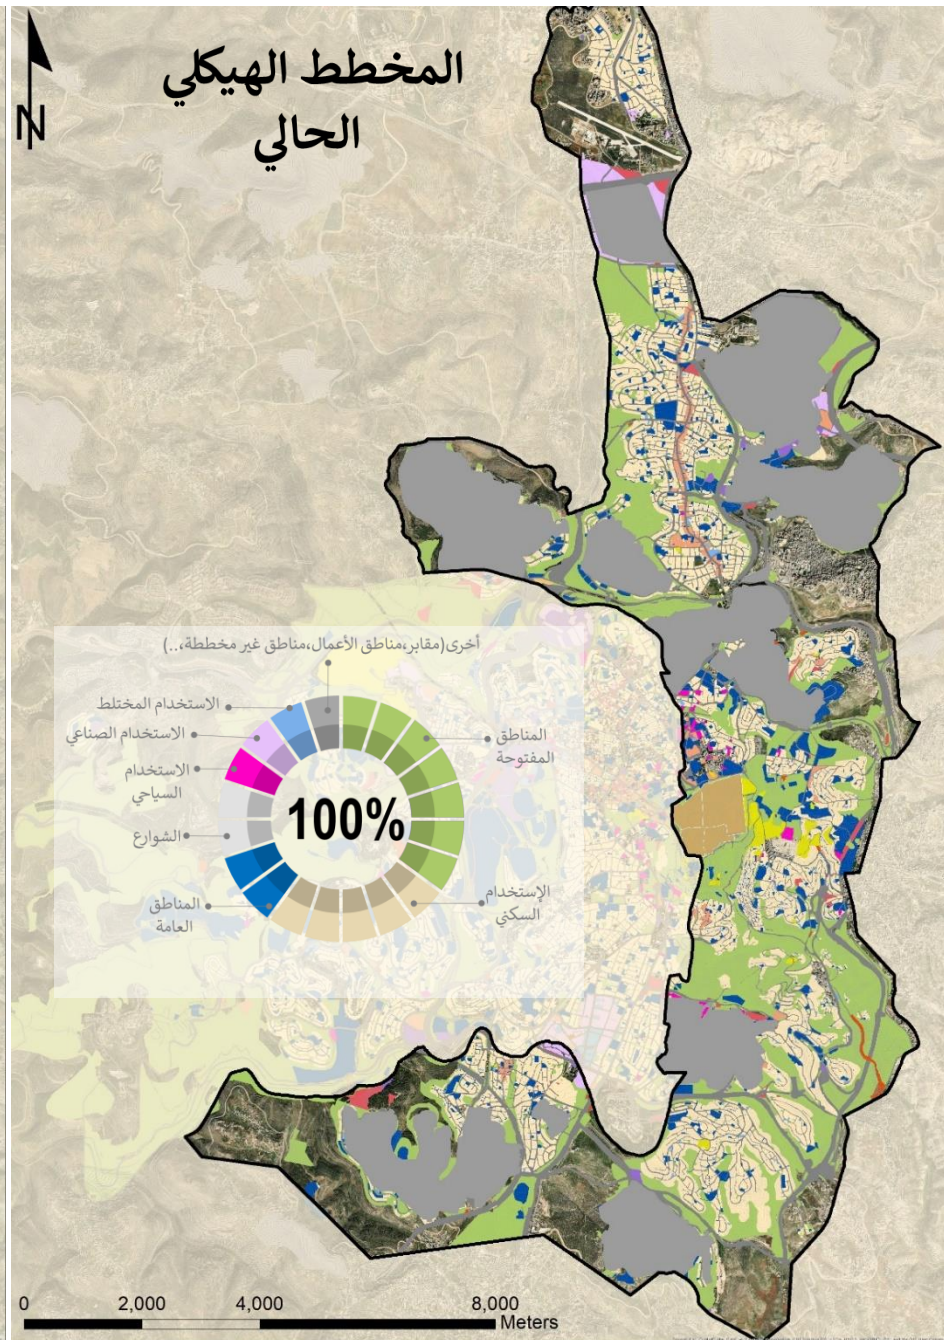 المخطط الهيكلي
الحالي
N
أخرى(مقابر،مناطق الأعمال،مناطق غير مخططة،..)
الاستخدام المختلط
الاستخدام الصناعي
الاستخدام
السياحي
الشوارع
المناطق
العامة
المناطق
المفتوحة
الإستخدام
السكني
100%
0 2,000 4,000 8,000
Meters